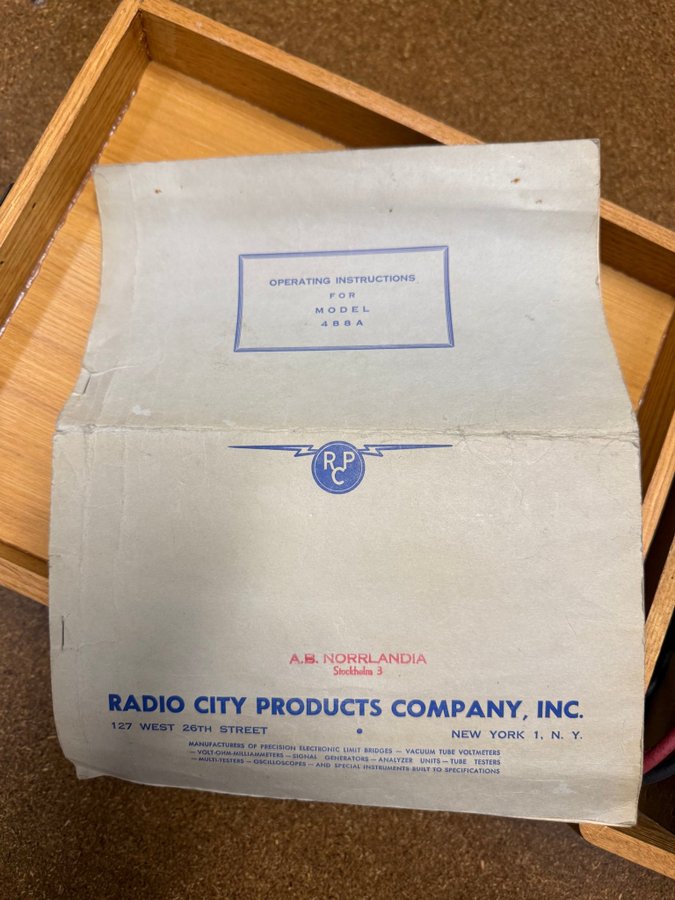 OPERATING INSTRUCTIONS
FOR
MODEL
488A
RCP
A.B. NORRLANDIA
Stockholm 3
RADIO CITY PRODUCTS COMPANY, INC.
127 WEST 26TH STREET • NEW YORK 1, N. Y.
MANUFACTURERS OF PRECISION ELECTRONIC LIMIT BRIDGES — VACUUM TUBE VOLTMETERS
— VOLT-OHM-MILLIAMMETERS — SIGNAL GENERATORS — ANALYZER UNITS — TUBE TESTERS
— MULTI-TESTERS — OSCILLOSCOPES — AND SPECIAL INSTRUMENTS BUILT TO SPECIFICATIONS